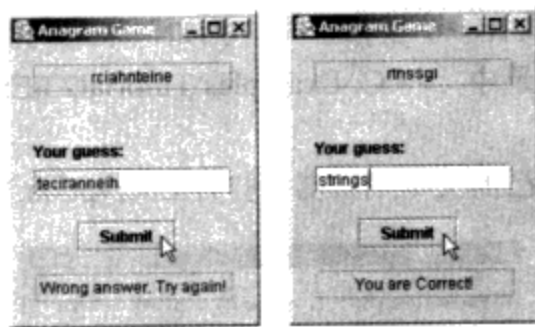 Anagram Game
rciahnteine
Your guess:
teciranneih
Submit
Wrong answer. Try again!
Anagram Game
rtnssgi
Your guess:
strings
Submit
You are Correct!